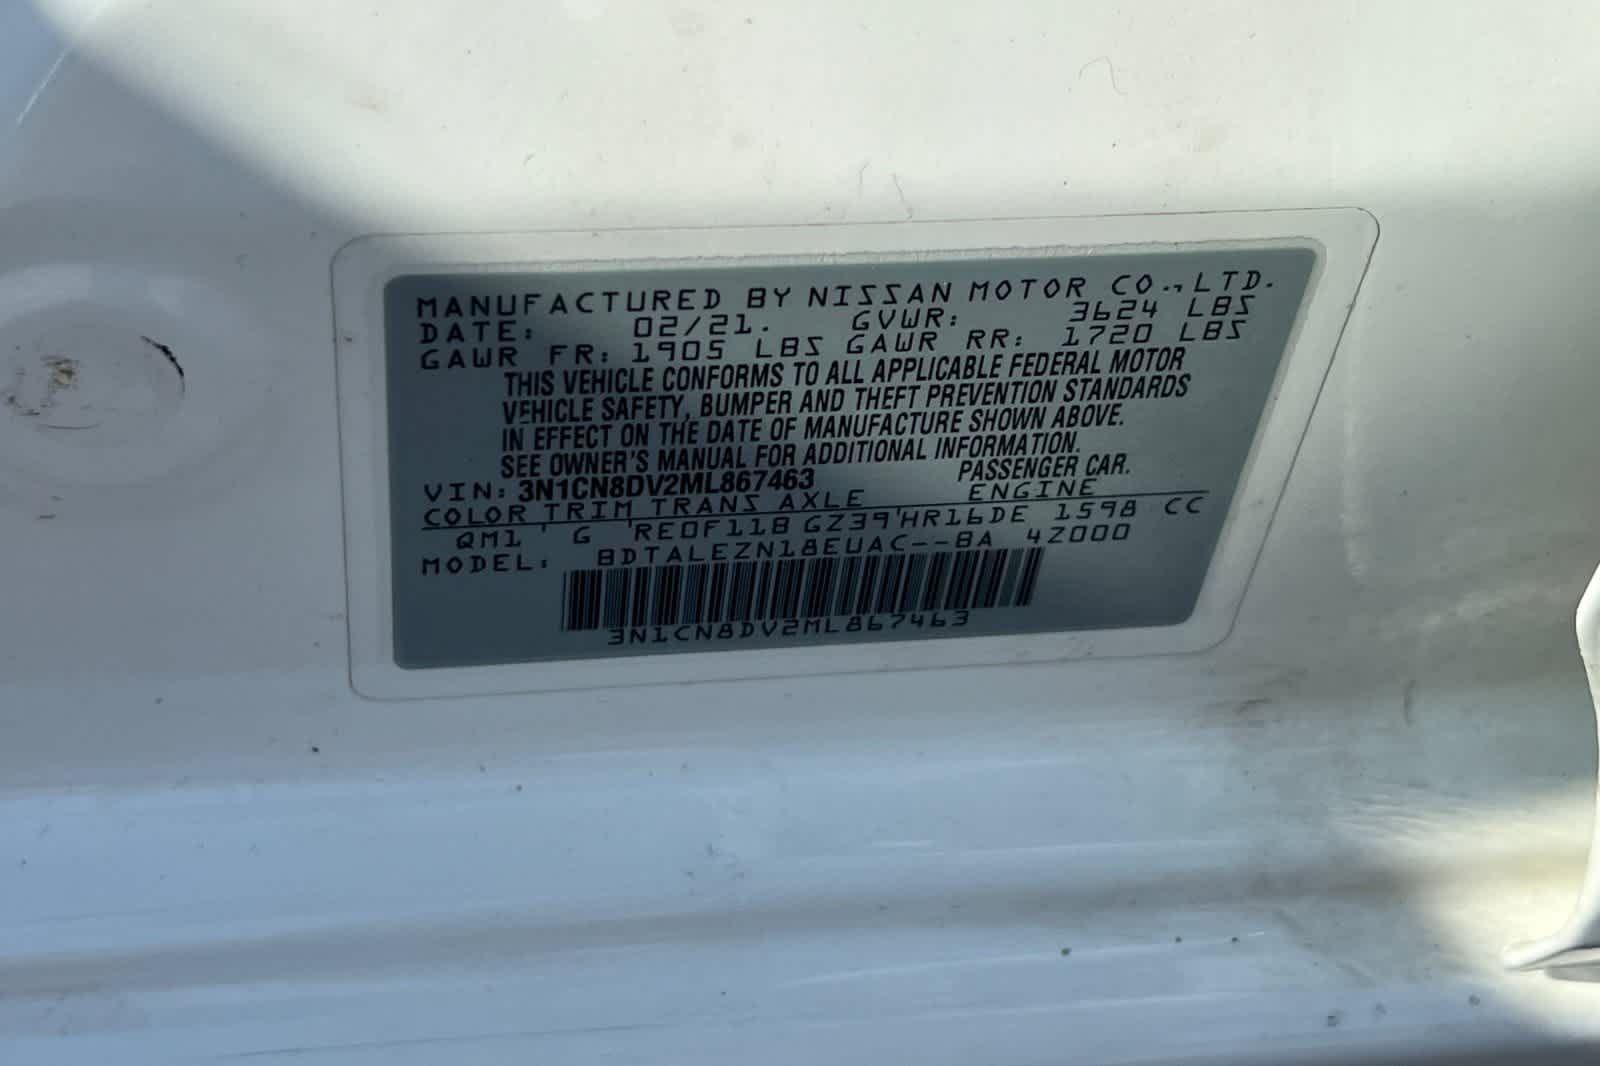 MANUFACTURED BY NISSAN MOTOR CO., LTD.
DATE: 02/21. GVWR: 3624 LBS
GAWR FR: 1905 LBS GAWR RR: 1720 LBS
THIS VEHICLE CONFORMS TO ALL APPLICABLE FEDERAL MOTOR
VEHICLE SAFETY, BUMPER AND THEFT PREVENTION STANDARDS
IN EFFECT ON THE DATE OF MANUFACTURE SHOWN ABOVE.
SEE OWNER'S MANUAL FOR ADDITIONAL INFORMATION.
VIN: 3N1CN8DV2ML867463 PASSENGER CAR.
COLOR TRIM TRANS AXLE ENGINE
QM1 ' G 'RE0F11B GZ39'HR16DE 1598 CC
MODEL: BDTALEZN18EUAC--BA 4Z000
3N1CN8DV2ML867463